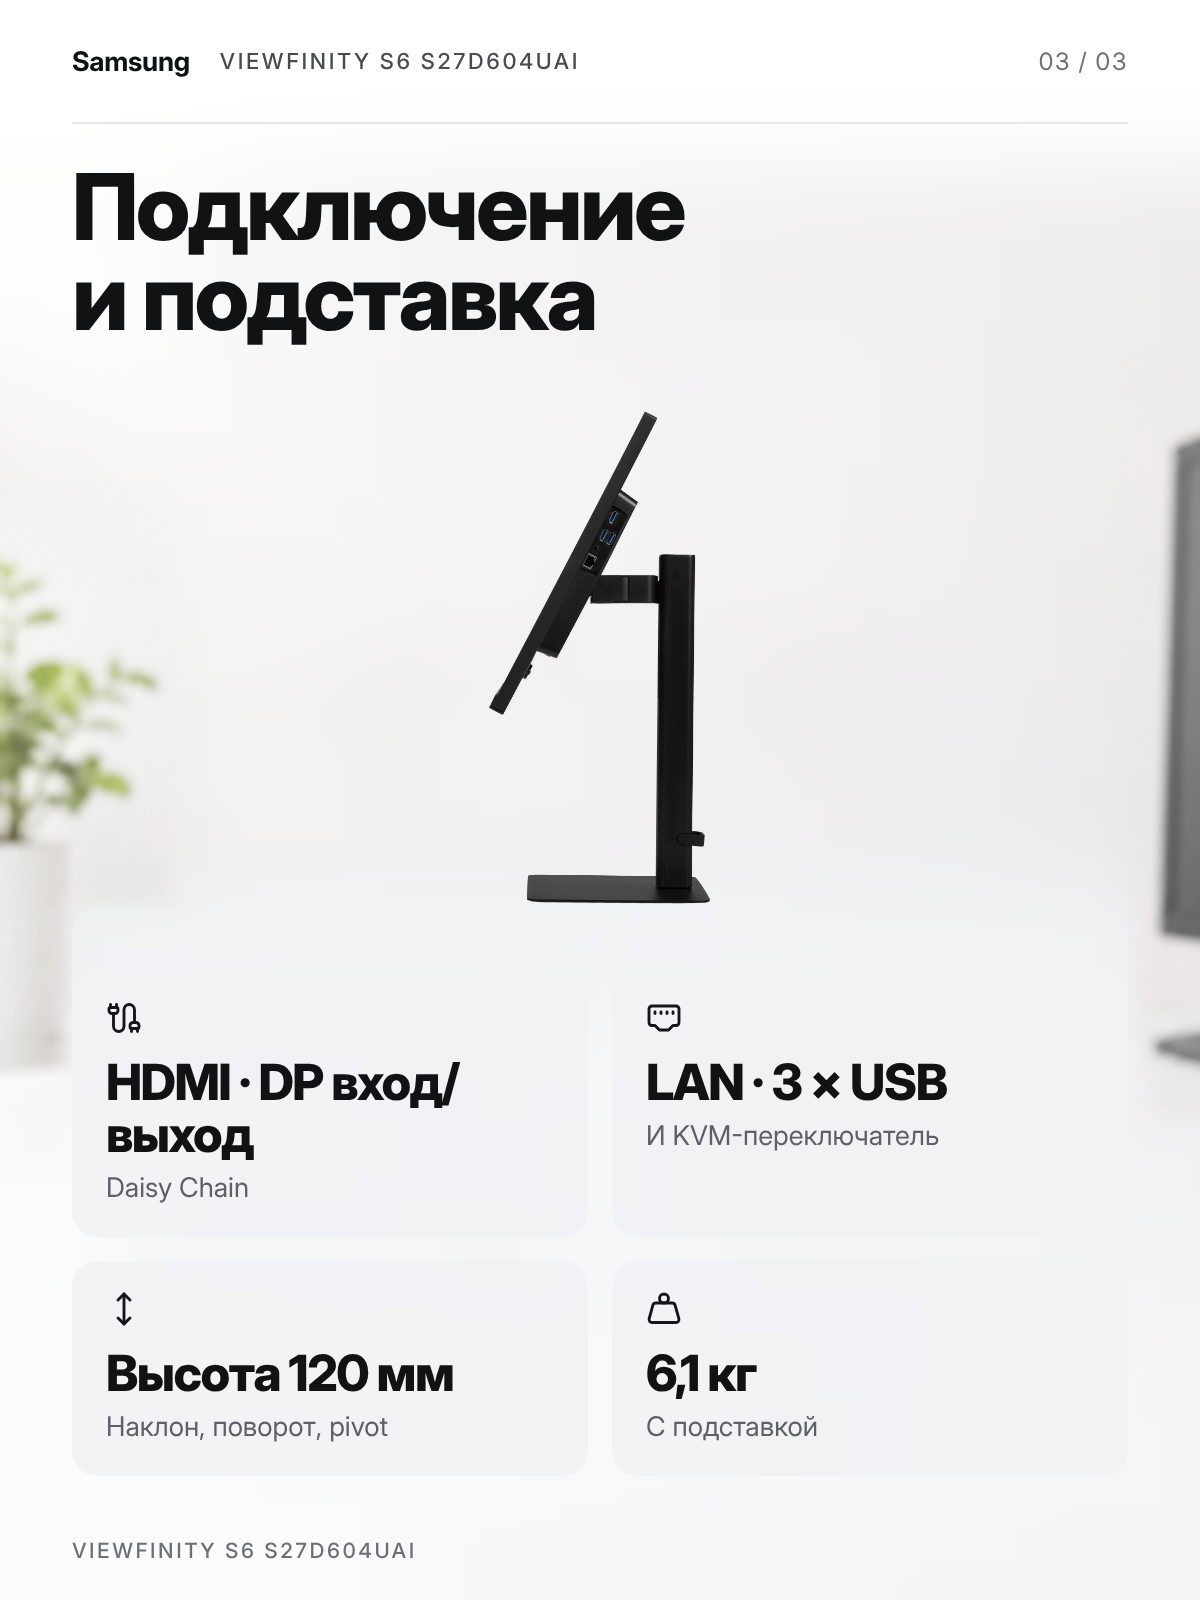 Samsung VIEWFINITY S6 S27D604UAI 03 / 03
Подключение
и подставка
HDMI · DP вход/
выход
Daisy Chain
LAN · 3 × USB
И KVM-переключатель
Высота 120 мм
Наклон, поворот, pivot
6,1 кг
С подставкой
VIEWFINITY S6 S27D604UAI